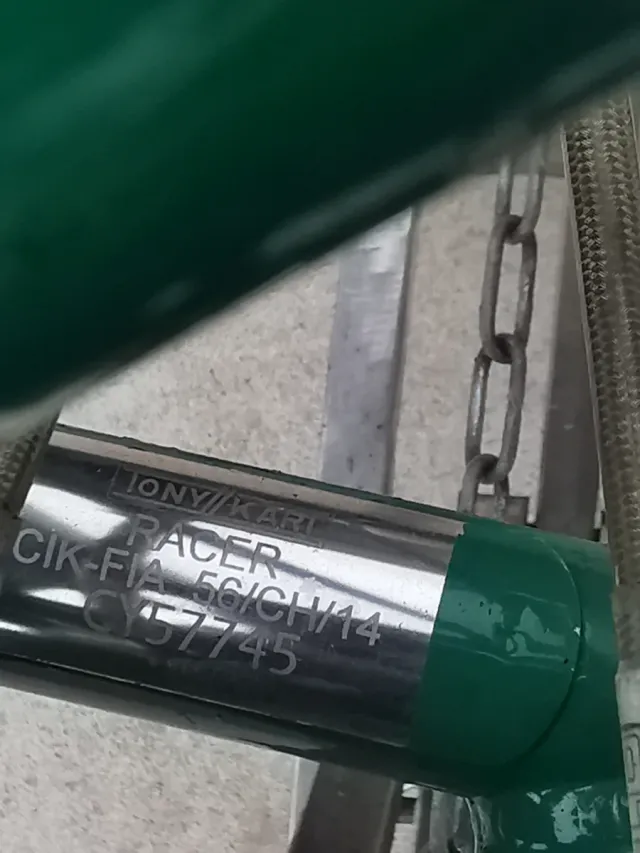 TONY//KART
RACER
CIK-FIA 56/CH/14
CY57745